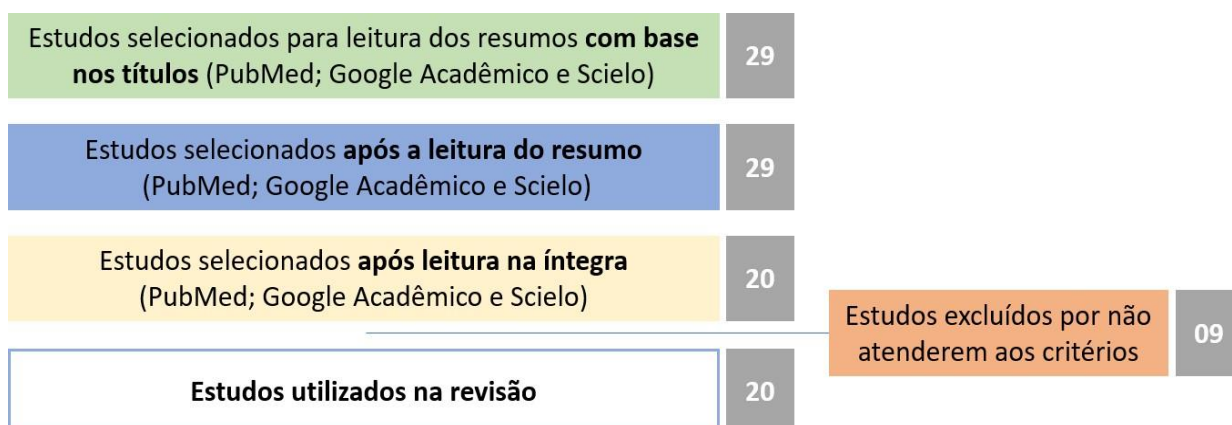 Estudos selecionados para leitura dos resumos com base
nos títulos (PubMed; Google Acadêmico e Scielo)
29
Estudos selecionados após a leitura do resumo
(PubMed; Google Acadêmico e Scielo)
29
Estudos selecionados após leitura na íntegra
(PubMed; Google Acadêmico e Scielo)
20
Estudos excluídos por não
atenderem aos critérios
09
Estudos utilizados na revisão
20